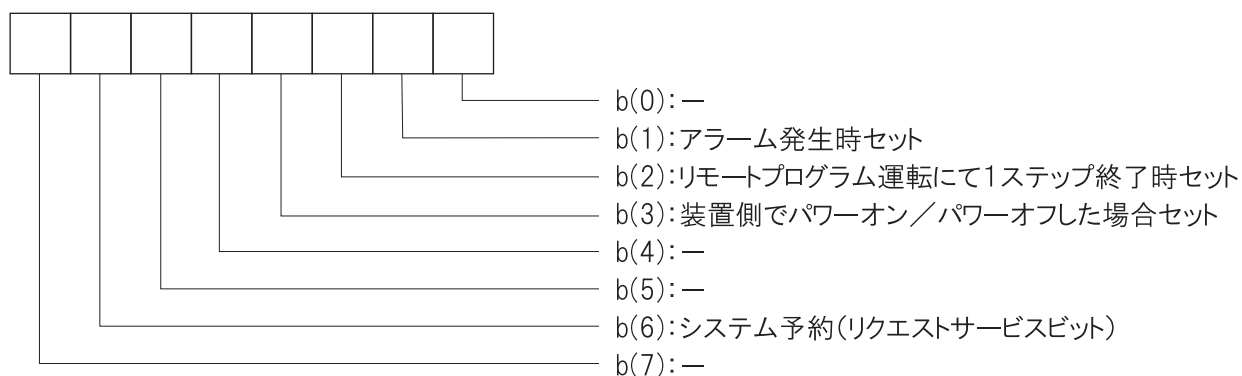 b(0):―
b(1):アラーム発生時セット
b(2):リモートプログラム運転にて1ステップ終了時セット
b(3):装置側でパワーオン／パワーオフした場合セット
b(4):―
b(5):―
b(6):システム予約(リクエストサービスビット)
b(7):―